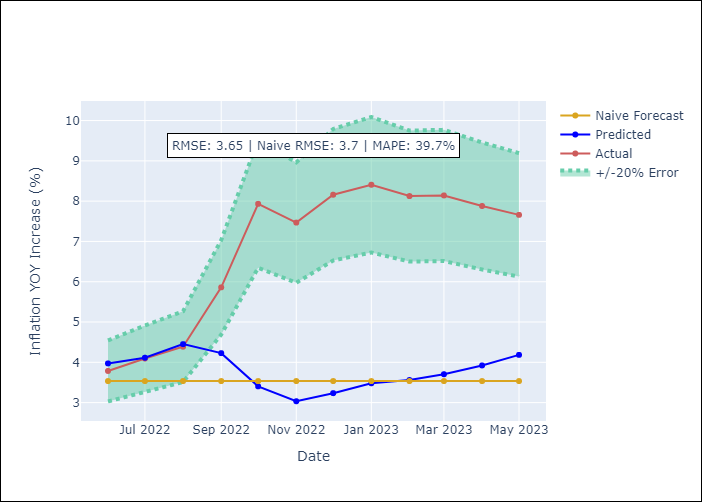 RMSE: 3.65 | Naive RMSE: 3.7 | MAPE: 39.7%
Naive Forecast
Predicted
Actual
+/-20% Error
Inflation YOY Increase (%)
10
9
8
7
6
5
4
3
Jul 2022
Sep 2022
Nov 2022
Jan 2023
Mar 2023
May 2023
Date